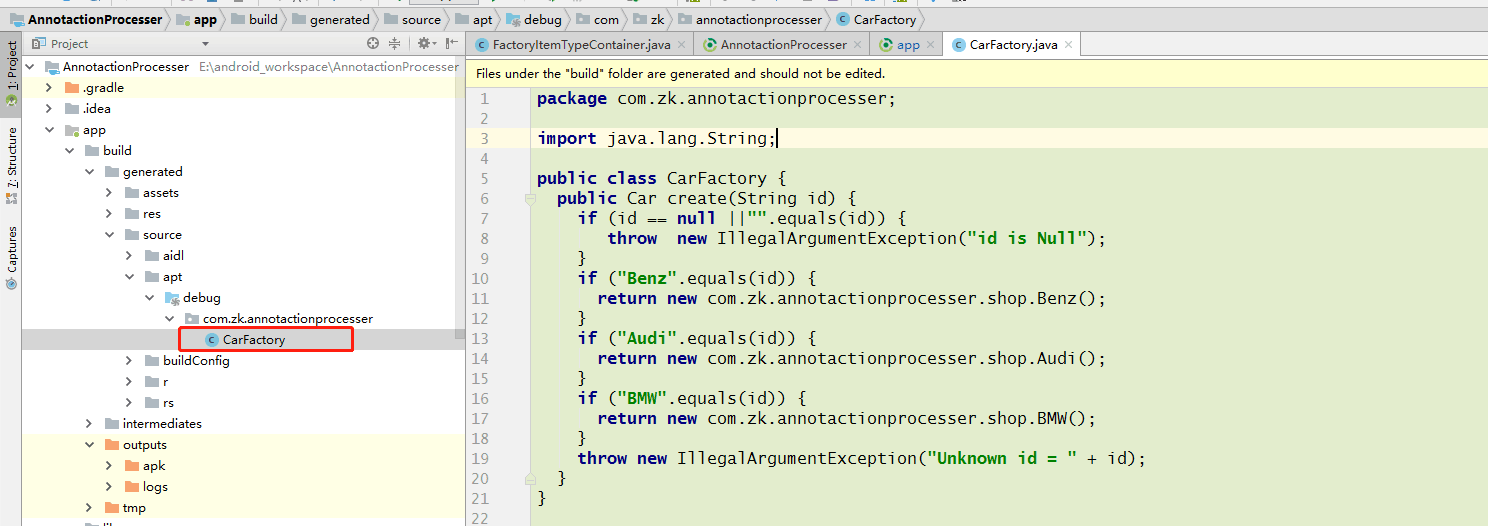 AnnotactionProcesser app build generated source apt debug com zk annotactionprocesser CarFactory
Project
FactoryItemTypeContainer.java AnnotactionProcesser app CarFactory.java
1: Project
7: Structure
Captures
AnnotactionProcesser E:\android_workspace\AnnotactionProcesser
.gradle
.idea
app
build
generated
assets
res
source
aidl
apt
debug
com.zk.annotactionprocesser
CarFactory
buildConfig
r
rs
intermediates
outputs
apk
logs
tmp
Files under the "build" folder are generated and should not be edited.
1 package com.zk.annotactionprocesser;
2
3 import java.lang.String;
4
5 public class CarFactory {
6 public Car create(String id) {
7 if (id == null ||"".equals(id)) {
8 throw  new IllegalArgumentException("id is Null");
9 }
10 if ("Benz".equals(id)) {
11 return new com.zk.annotactionprocesser.shop.Benz();
12 }
13 if ("Audi".equals(id)) {
14 return new com.zk.annotactionprocesser.shop.Audi();
15 }
16 if ("BMW".equals(id)) {
17 return new com.zk.annotactionprocesser.shop.BMW();
18 }
19 throw new IllegalArgumentException("Unknown id = " + id);
20 }
21 }
22